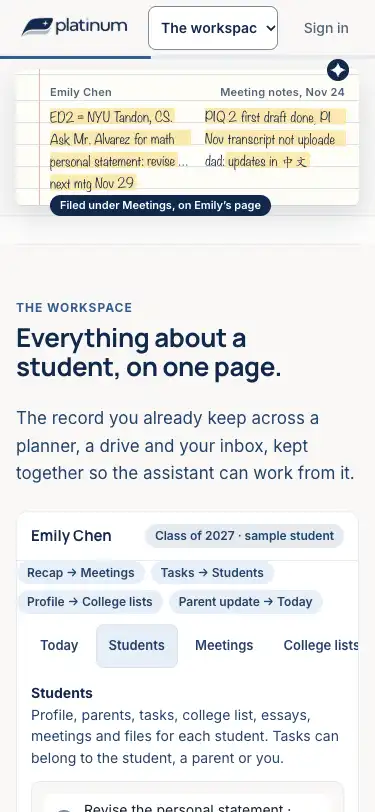 platinum
The workspac
Sign in
Emily Chen
Meeting notes, Nov 24
ED2 = NYU Tandon, CS.
Ask Mr. Alvarez for math
personal statement: revise ...
next mtg Nov 29
PIQ 2 first draft done, PI
Nov transcript not uploade
dad: updates in 中文
Filed under Meetings, on Emily's page
THE WORKSPACE
Everything about a
student, on one page.
The record you already keep across a
planner, a drive and your inbox, kept
together so the assistant can work from it.
Emily Chen
Class of 2027 · sample student
Recap → Meetings
Tasks → Students
Profile → College lists
Parent update → Today
Today
Students
Meetings
College lists
Students
Profile, parents, tasks, college list, essays,
meetings and files for each student. Tasks can
belong to the student, a parent or you.
Revise the personal statement ·